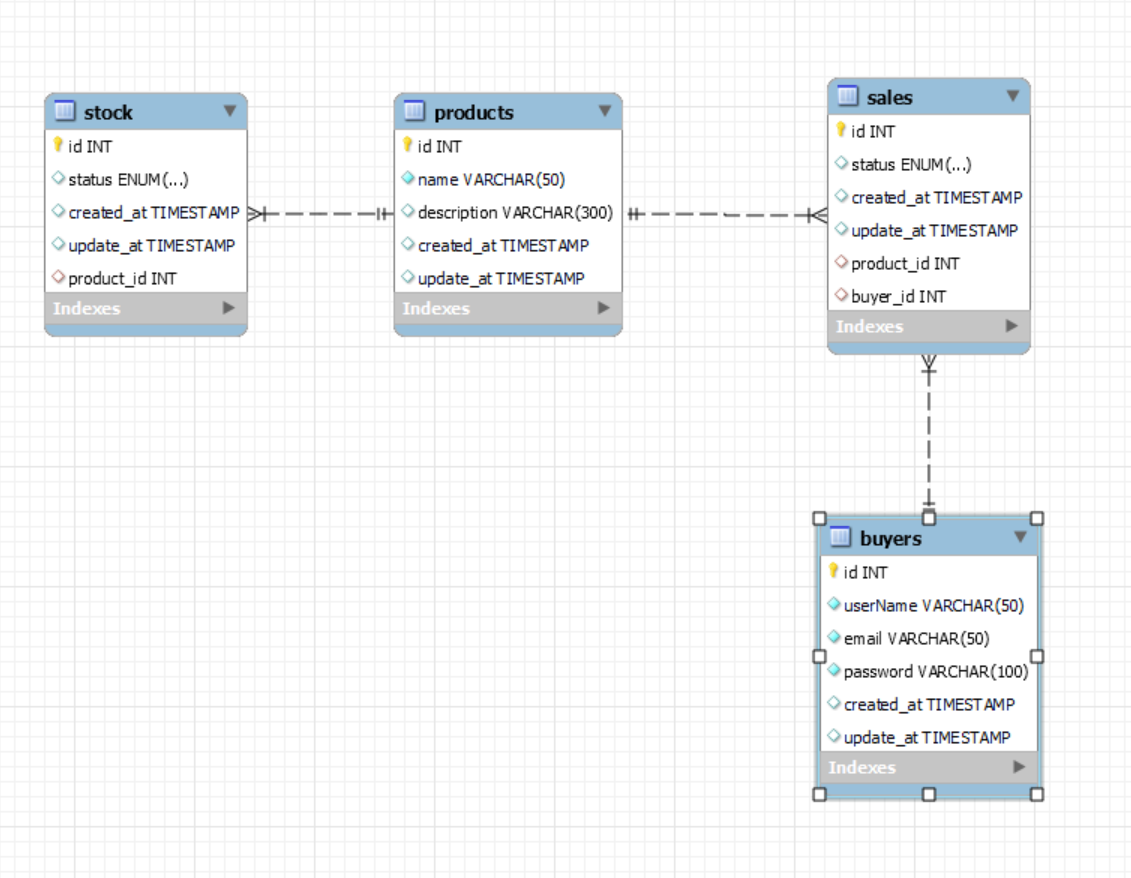 stock
id INT
status ENUM(...)
created_at TIMESTAMP
update_at TIMESTAMP
product_id INT
Indexes
products
id INT
name VARCHAR(50)
description VARCHAR(300)
created_at TIMESTAMP
update_at TIMESTAMP
Indexes
sales
id INT
status ENUM(...)
created_at TIMESTAMP
update_at TIMESTAMP
product_id INT
buyer_id INT
Indexes
buyers
id INT
userName VARCHAR(50)
email VARCHAR(50)
password VARCHAR(100)
created_at TIMESTAMP
update_at TIMESTAMP
Indexes